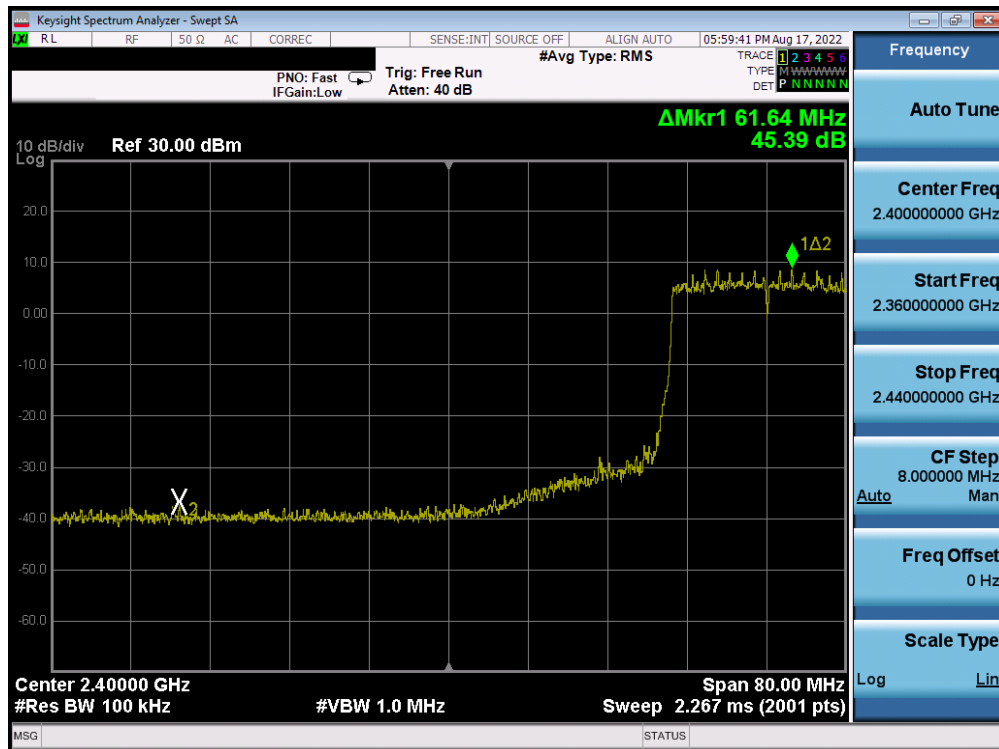 Keysight Spectrum Analyzer - Swept SA
LXI RL RF 50 Ω AC CORREC SENSE:INT SOURCE OFF ALIGN AUTO 05:59:41 PM Aug 17, 2022
#Avg Type: RMS
TRACE 1 2 3 4 5 6
PNO: Fast Trig: Free Run TYPE M WWWWW
IFGain:Low Atten: 40 dB DET P N N N N N
ΔMkr1 61.64 MHz
45.39 dB
10 dB/div Ref 30.00 dBm
Log
20.0
10.0
0.00
-10.0
-20.0
-30.0
-40.0
-50.0
-60.0
1Δ2
X2
Center 2.40000 GHz Span 80.00 MHz
#Res BW 100 kHz #VBW 1.0 MHz Sweep 2.267 ms (2001 pts)
MSG STATUS
Frequency
Auto Tune
Center Freq
2.400000000 GHz
Start Freq
2.360000000 GHz
Stop Freq
2.440000000 GHz
CF Step
8.000000 MHz
Auto Man
Freq Offset
0 Hz
Scale Type
Log Lin